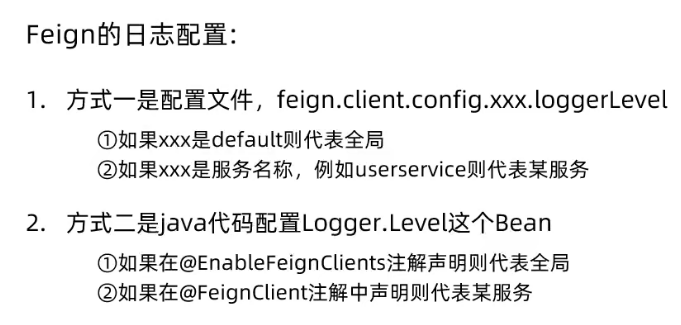 Feign的日志配置:
1. 方式一是配置文件，feign.client.config.xxx.loggerLevel
①如果xxx是default则代表全局
②如果xxx是服务名称，例如userservice则代表某服务
2. 方式二是java代码配置Logger.Level这个Bean
①如果在@EnableFeignClients注解声明则代表全局
②如果在@FeignClient注解中声明则代表某服务